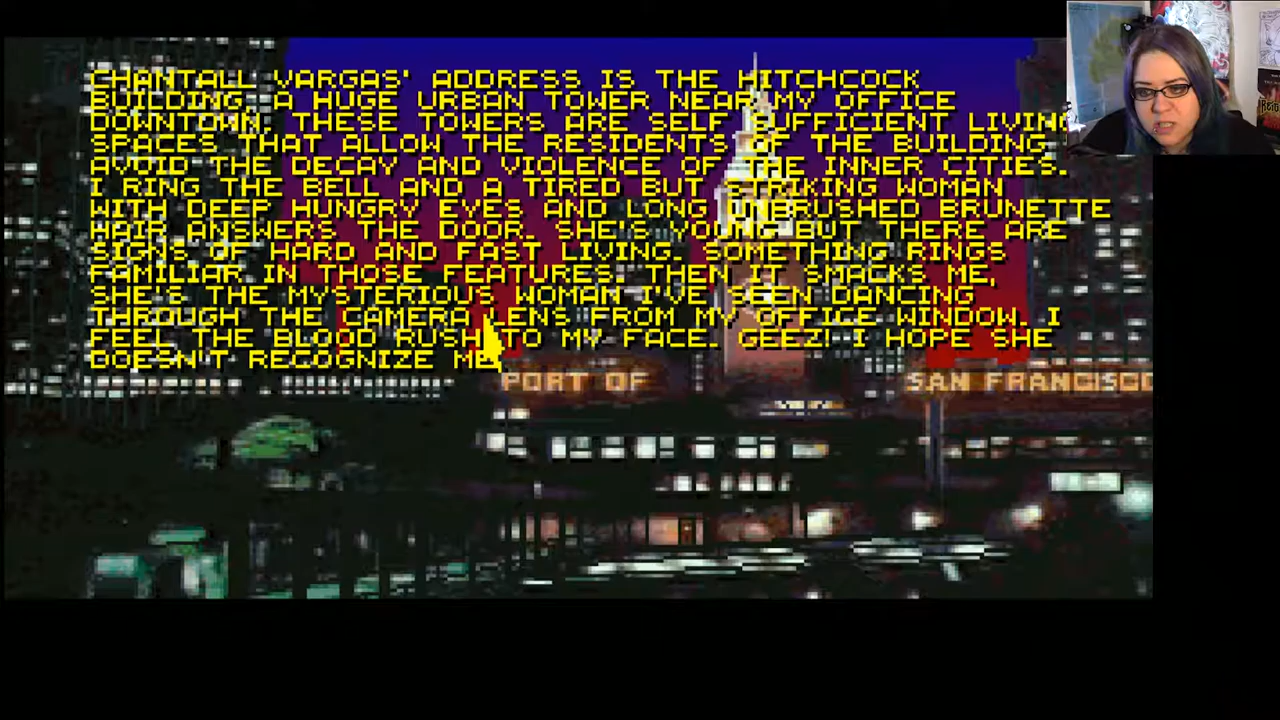 CHANTALL VARGAS' ADDRESS IS THE HITCHCOCK
BUILDING. A HUGE URBAN TOWER NEAR MY OFFICE
DOWNTOWN, THESE TOWERS ARE SELF SUFFICIENT LIVING
SPACES THAT ALLOW THE RESIDENTS OF THE BUILDING
AVOID THE DECAY AND VIOLENCE OF THE INNER CITIES.
I RING THE BELL AND A TIRED BUT STRIKING WOMAN
WITH DEEP HUNGRY EYES AND LONG UNBRUSHED BRUNETTE
HAIR ANSWERS THE DOOR. SHE'S YOUNG BUT THERE ARE
SIGNS OF HARD AND FAST LIVING. SOMETHING RINGS
FAMILIAR IN THOSE FEATURES. THEN IT SMACKS ME,
SHE'S THE MYSTERIOUS WOMAN I'VE SEEN DANCING
THROUGH THE CAMERA LENS FROM MY OFFICE WINDOW. I
FEEL THE BLOOD RUSH TO MY FACE. GEEZ! I HOPE SHE
DOESN'T RECOGNIZE ME.
PORT OF SAN FRANCISCO